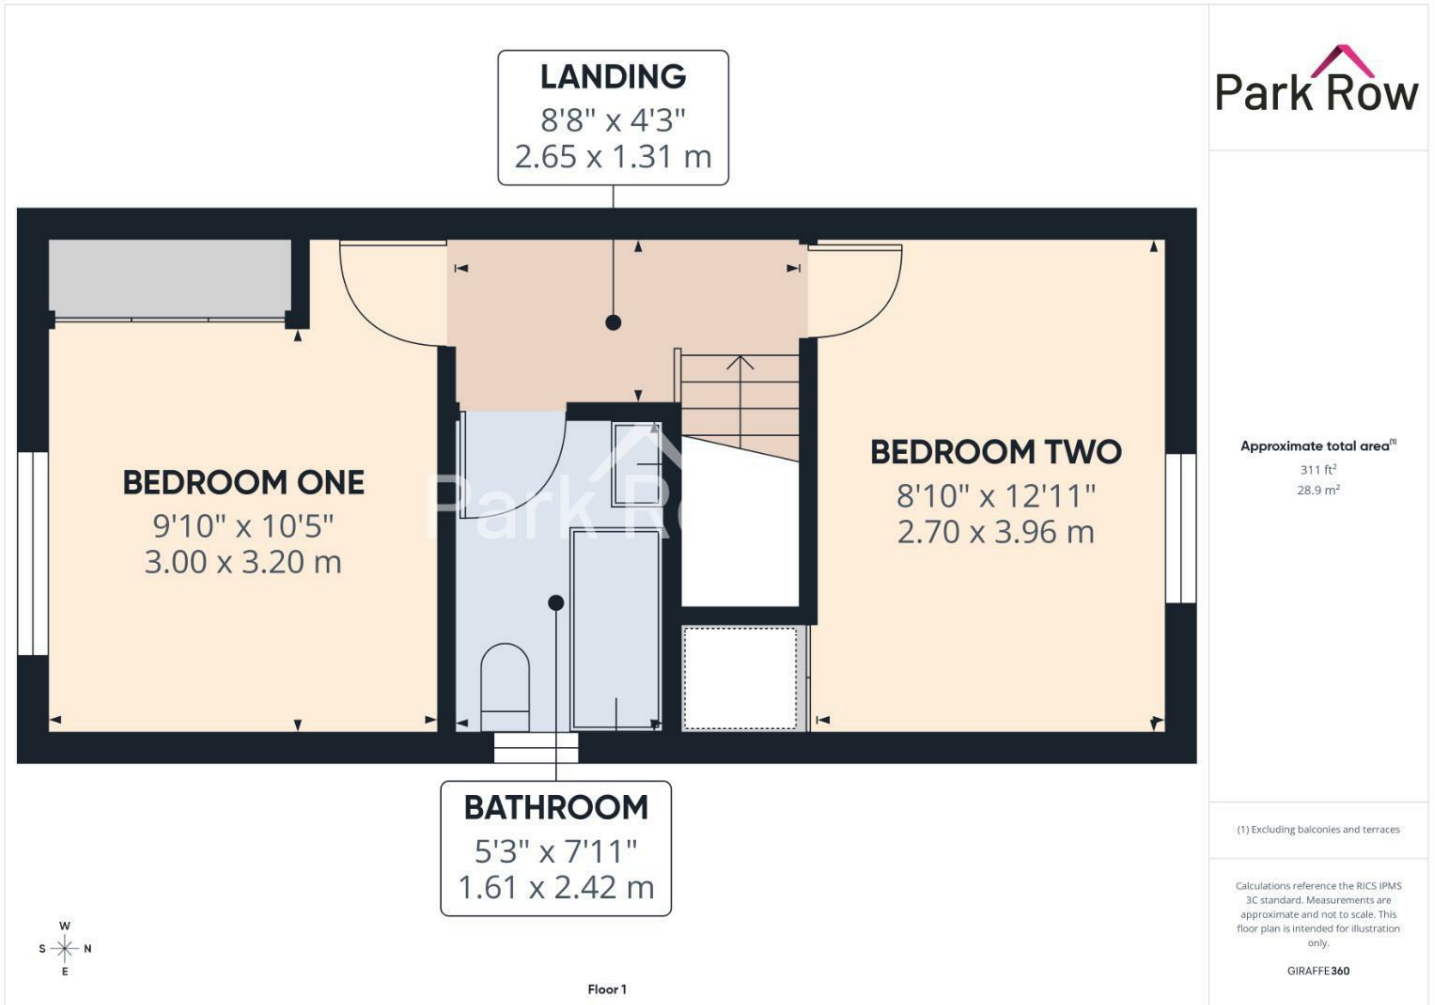 LANDING
8'8" x 4'3"
2.65 x 1.31 m
Park Row
BEDROOM ONE
9'10" x 10'5"
3.00 x 3.20 m
BEDROOM TWO
8'10" x 12'11"
2.70 x 3.96 m
Park Ro
BATHROOM
5'3" x 7'11"
1.61 x 2.42 m
Approximate total area(1)
311 ft²
28.9 m²
(1) Excluding balconies and terraces
Calculations reference the RICS IPMS
3C standard. Measurements are
approximate and not to scale. This
floor plan is intended for illustration
only.
GIRAFFE360
W
S N
E
Floor 1